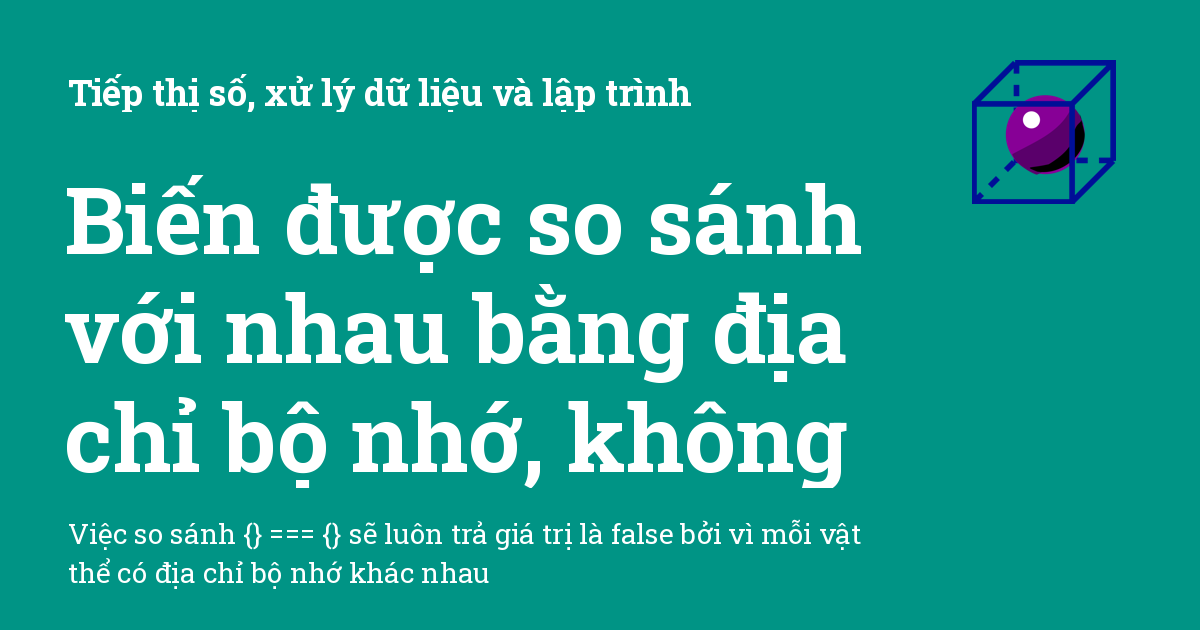 Tiếp thị số, xử lý dữ liệu và lập trình
Biến được so sánh
với nhau bằng địa
chỉ bộ nhớ, không
Việc so sánh {} === {} sẽ luôn trả giá trị là false bởi vì mỗi vật
thể có địa chỉ bộ nhớ khác nhau